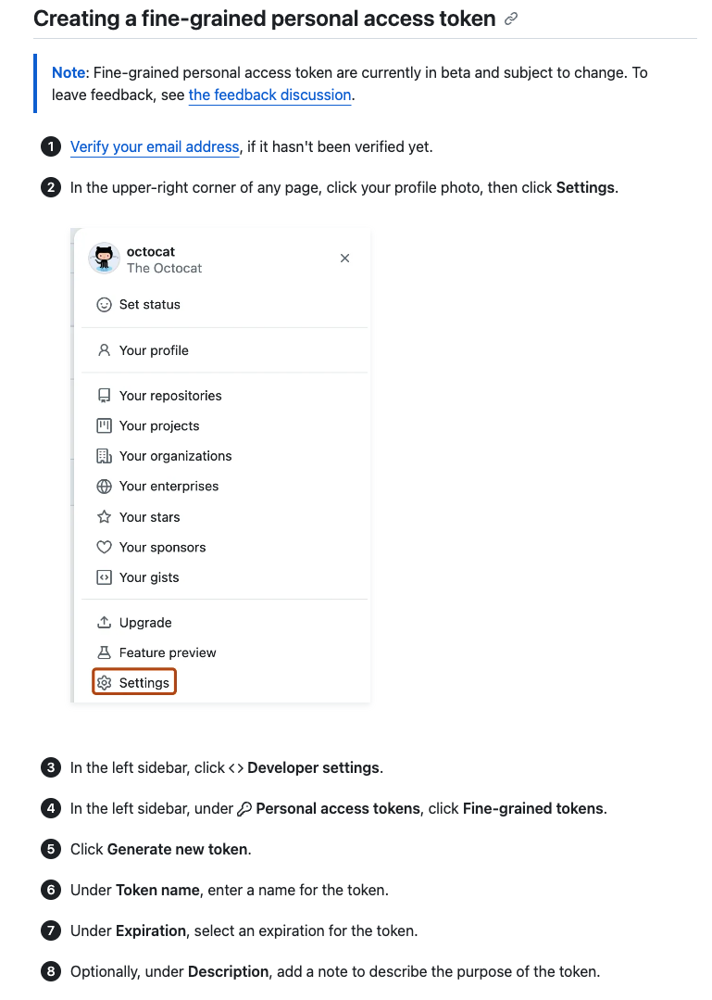 Creating a fine-grained personal access token
Note: Fine-grained personal access token are currently in beta and subject to change. To
leave feedback, see the feedback discussion.
1 Verify your email address, if it hasn't been verified yet.
2 In the upper-right corner of any page, click your profile photo, then click Settings.
octocat
The Octocat
Set status
Your profile
Your repositories
Your projects
Your organizations
Your enterprises
Your stars
Your sponsors
Your gists
Upgrade
Feature preview
Settings
3 In the left sidebar, click <> Developer settings.
4 In the left sidebar, under Personal access tokens, click Fine-grained tokens.
5 Click Generate new token.
6 Under Token name, enter a name for the token.
7 Under Expiration, select an expiration for the token.
8 Optionally, under Description, add a note to describe the purpose of the token.